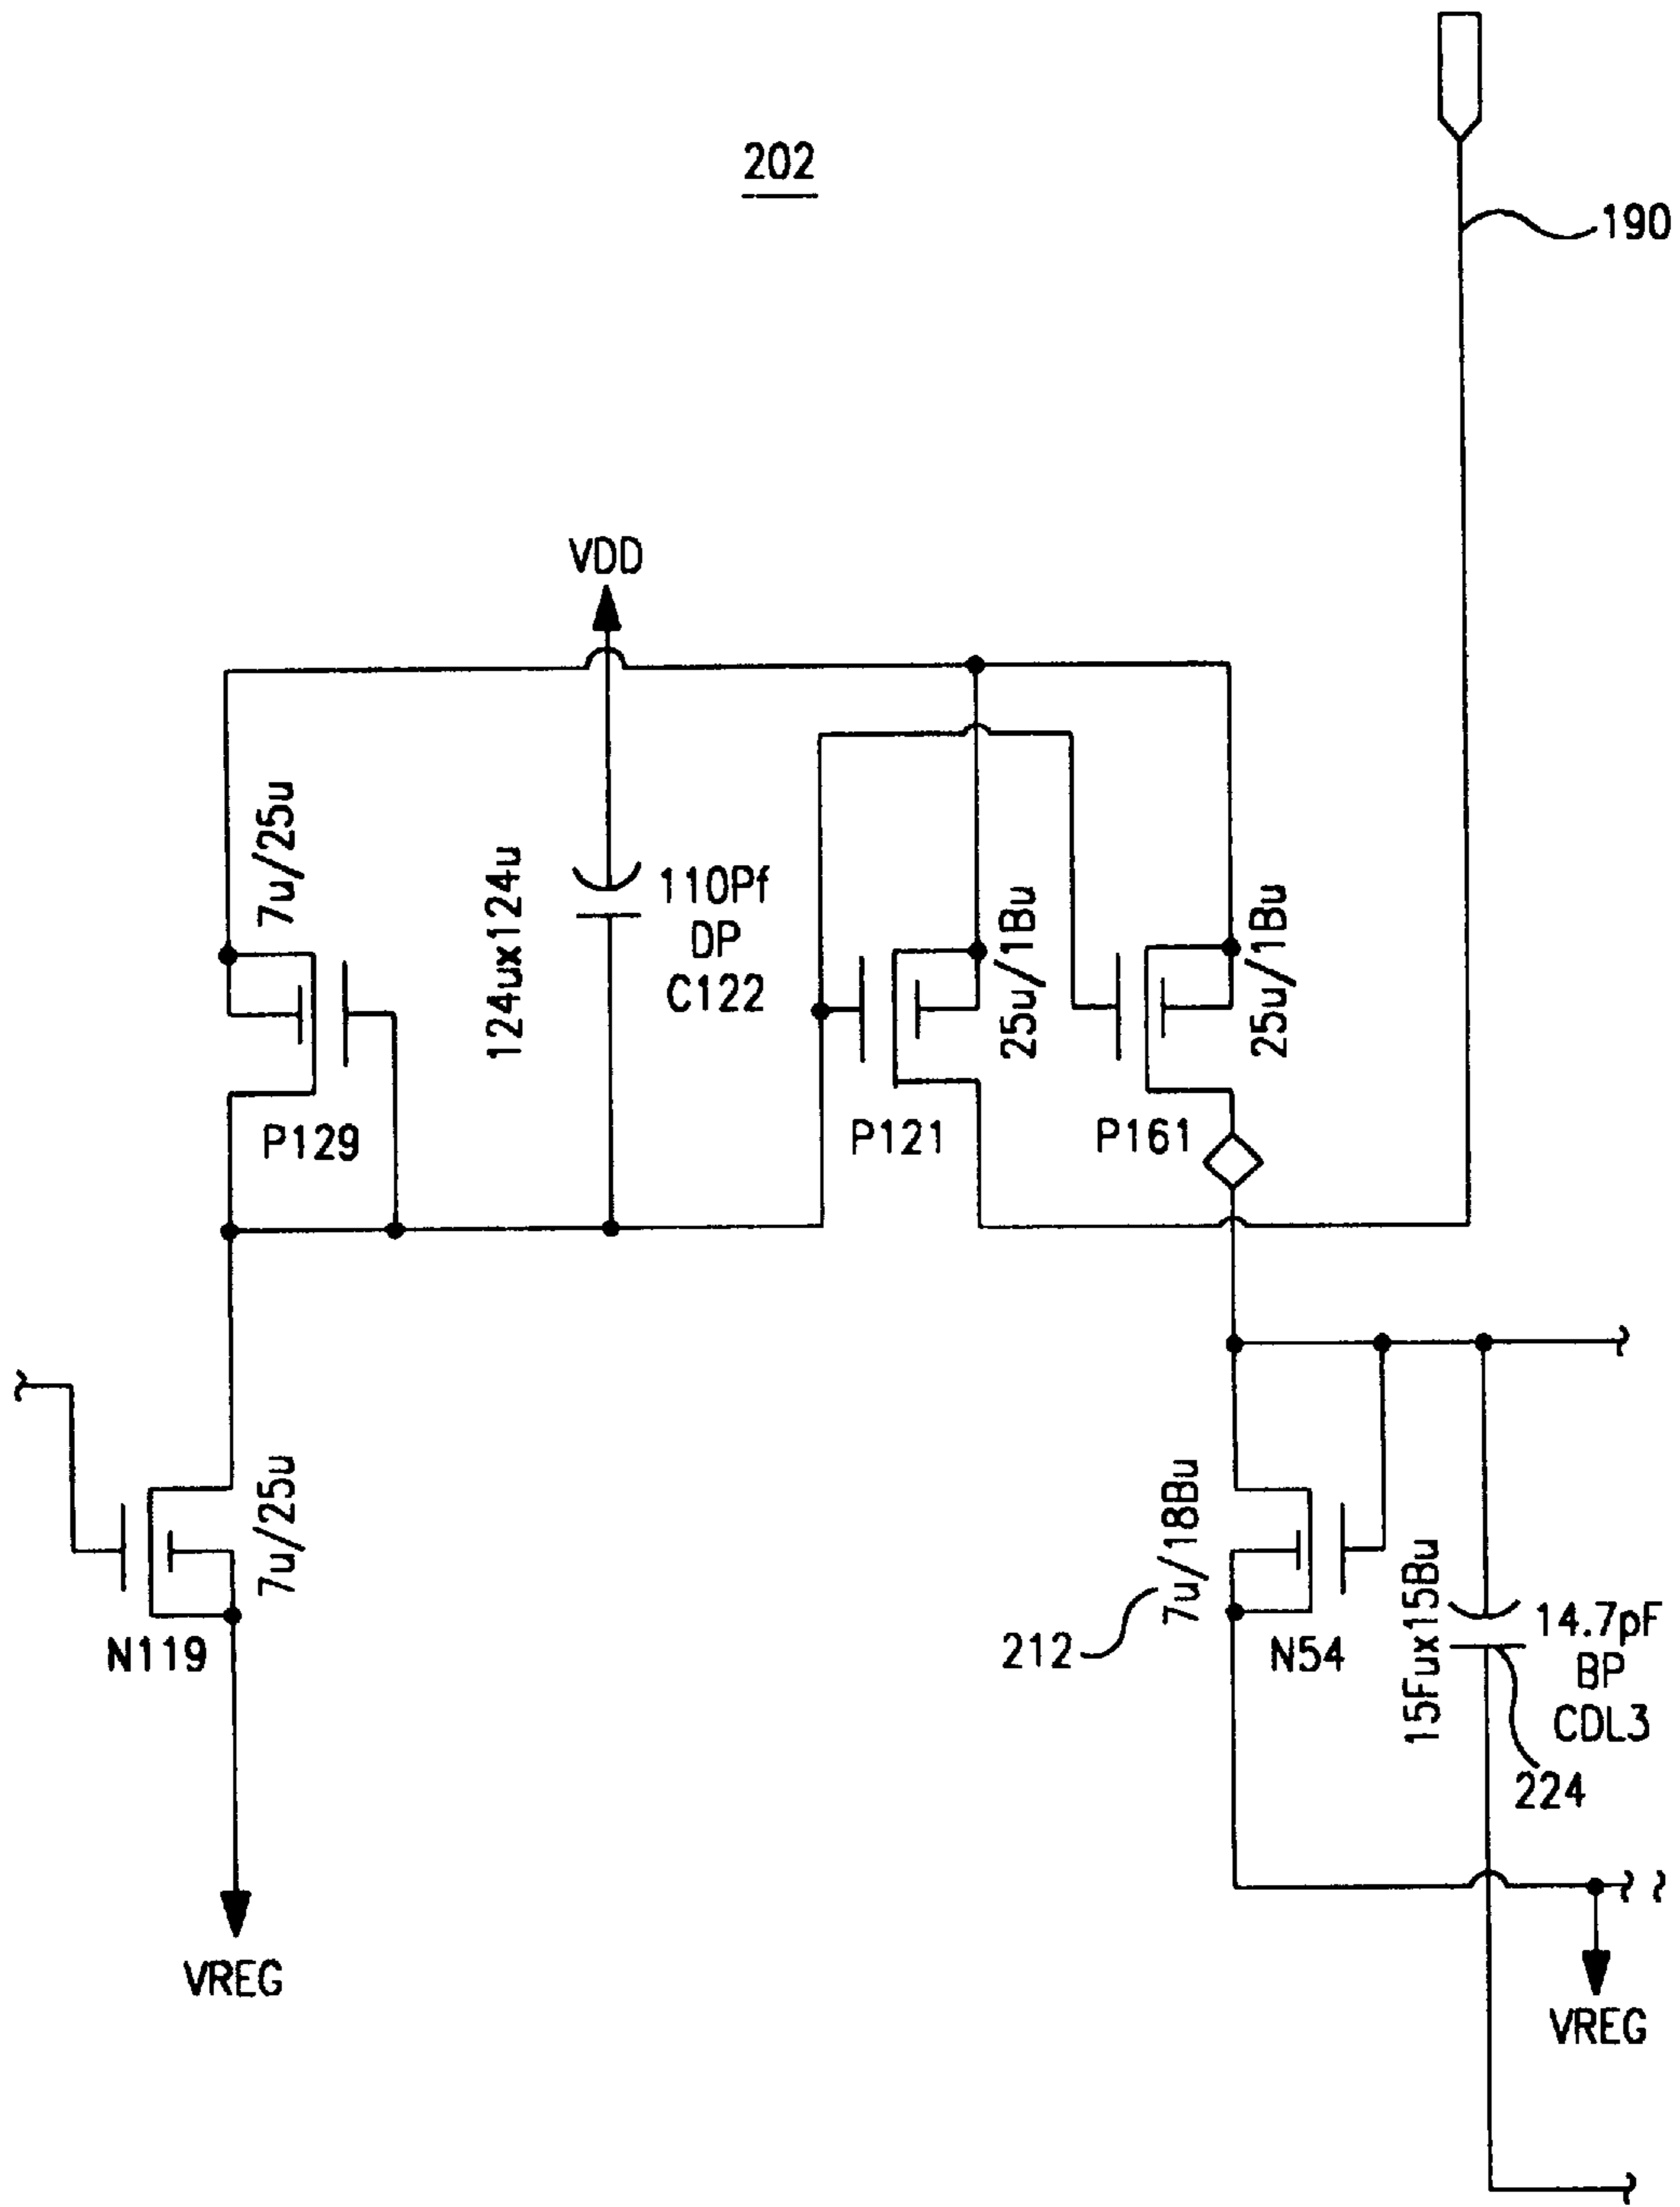 202
190
VDD
7u/25u
124ux124u
110Pf
DP
C122
25u/1Bu
25u/1Bu
P129
P121
P161
7u/25u
N119
VREG
7u/18Bu
212
N54
15Fux15Bu
14.7pF
BP
CDL3
224
VREG